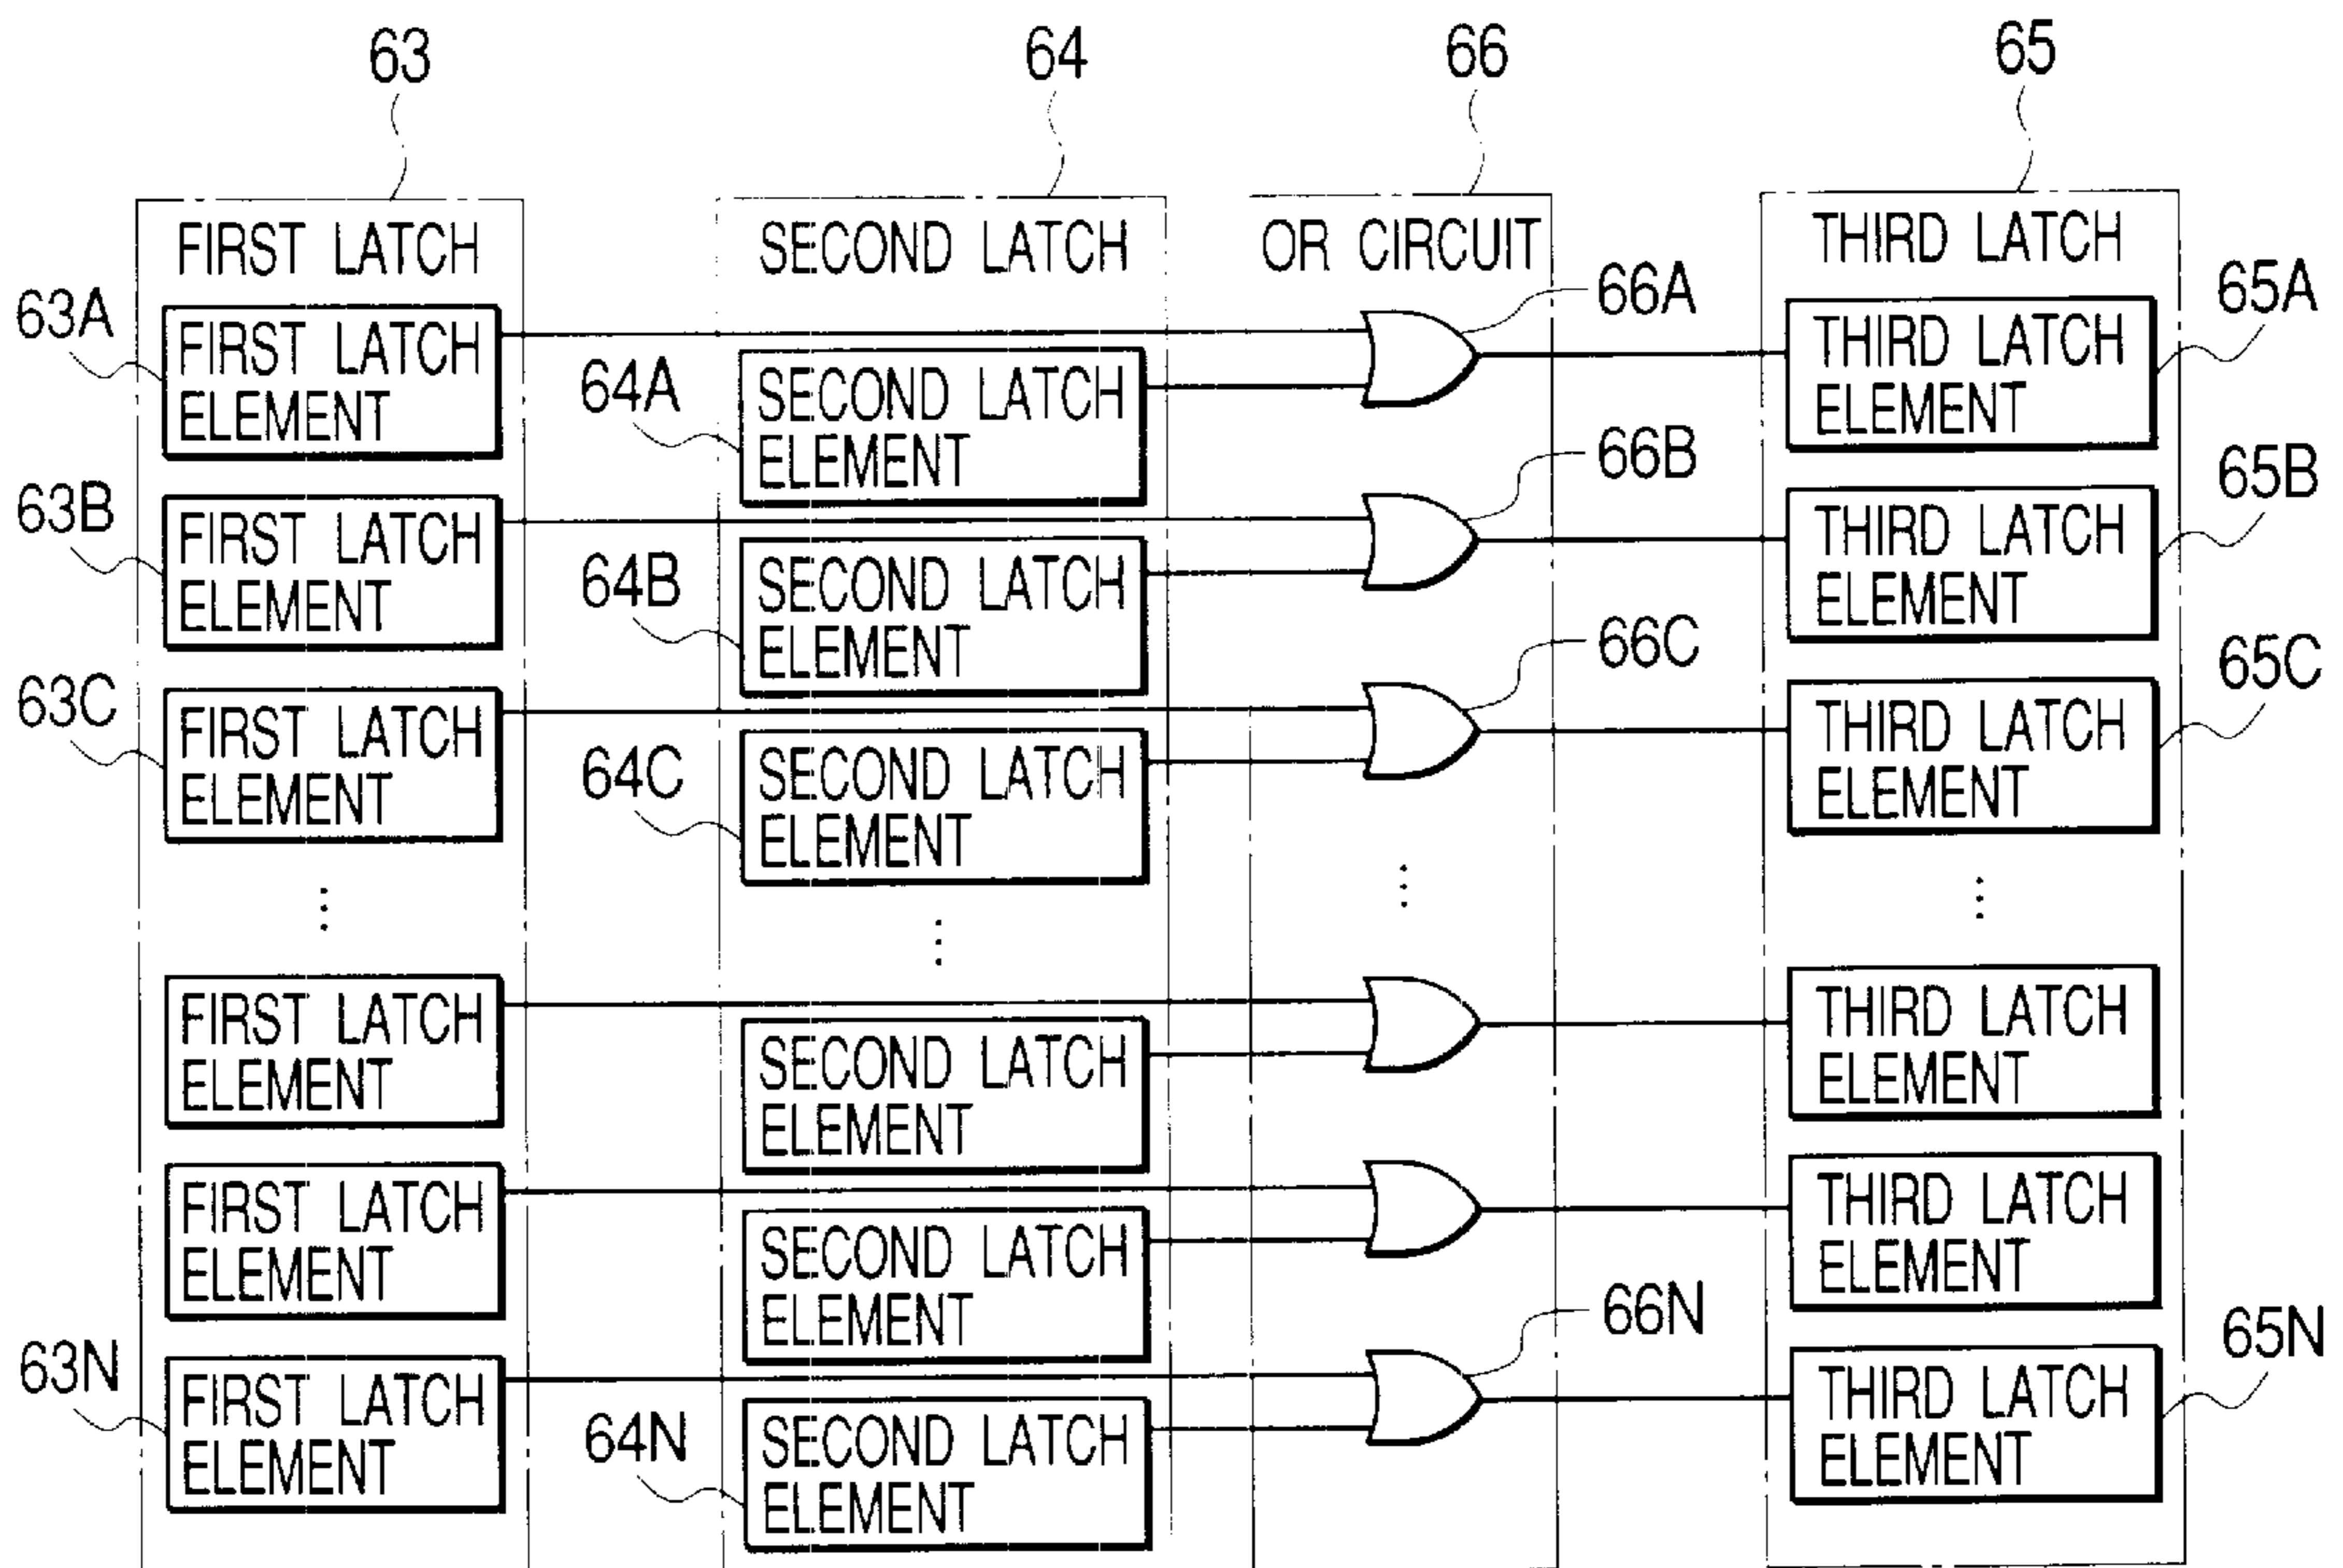 63
64
66
65
FIRST LATCH
SECOND LATCH
OR CIRCUIT
THIRD LATCH
63A
FIRST LATCH
ELEMENT
64A
SECOND LATCH
ELEMENT
66A
65A
THIRD LATCH
ELEMENT
63B
FIRST LATCH
ELEMENT
64B
SECOND LATCH
ELEMENT
66B
65B
THIRD LATCH
ELEMENT
63C
FIRST LATCH
ELEMENT
64C
SECOND LATCH
ELEMENT
66C
65C
THIRD LATCH
ELEMENT
FIRST LATCH
ELEMENT
SECOND LATCH
ELEMENT
THIRD LATCH
ELEMENT
FIRST LATCH
ELEMENT
SECOND LATCH
ELEMENT
THIRD LATCH
ELEMENT
63N
FIRST LATCH
ELEMENT
64N
SECOND LATCH
ELEMENT
66N
65N
THIRD LATCH
ELEMENT